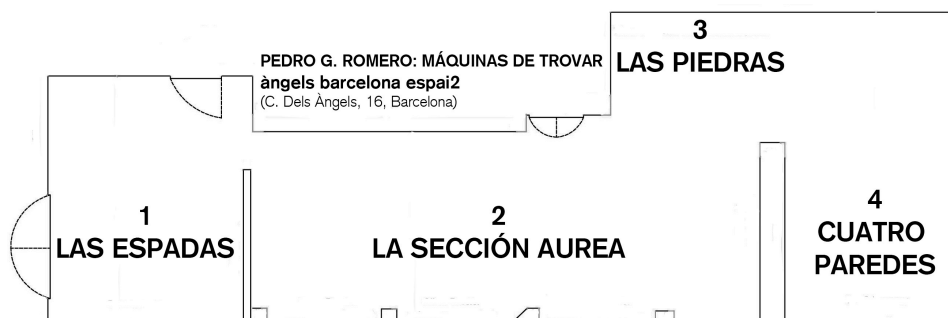 PEDRO G. ROMERO: MÁQUINAS DE TROVAR
àngels barcelona espai2
(C. Dels Àngels, 16, Barcelona)
3
LAS PIEDRAS
1
LAS ESPADAS
2
LA SECCIÓN AUREA
4
CUATRO
PAREDES